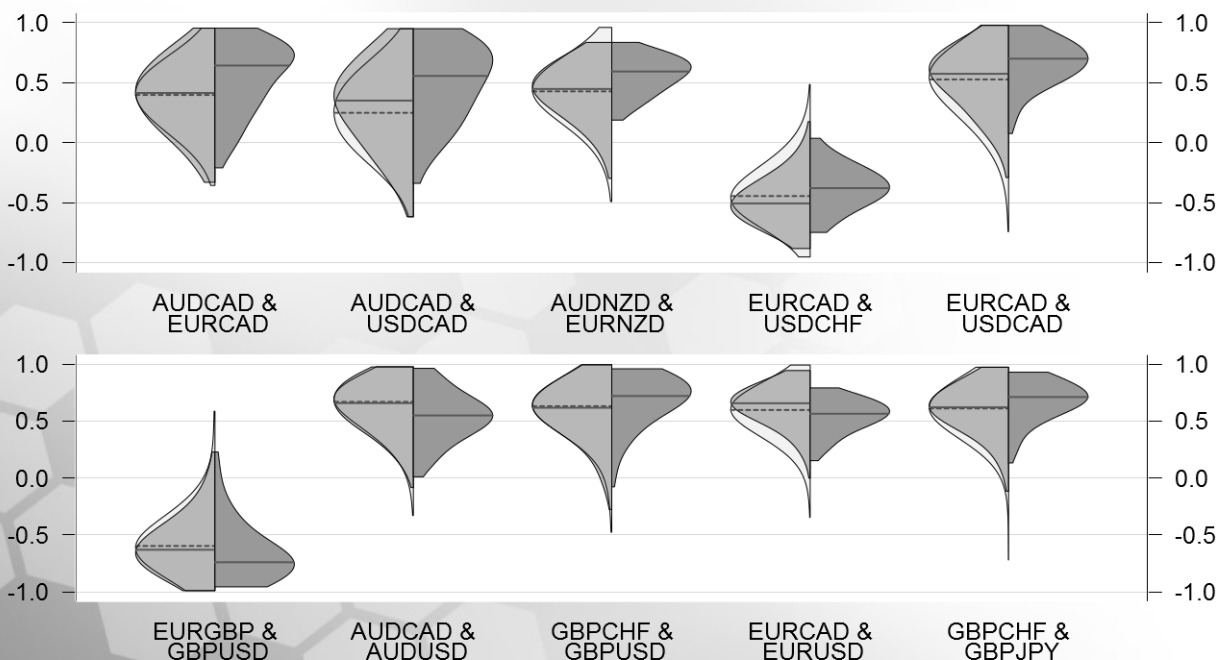 1.0 1.0
0.5 0.5
0.0 0.0
-0.5 -0.5
-1.0 -1.0
AUDCAD & AUDCAD & AUDNZD & EURCAD & EURCAD &
EURCAD USDCAD EURNZD USDCHF USDCAD
1.0 1.0
0.5 0.5
0.0 0.0
-0.5 -0.5
-1.0 -1.0
EURGBP & AUDCAD & GBPCHF & EURCAD & GBPCHF &
GBPUSD AUDUSD GBPUSD EURUSD GBPJPY